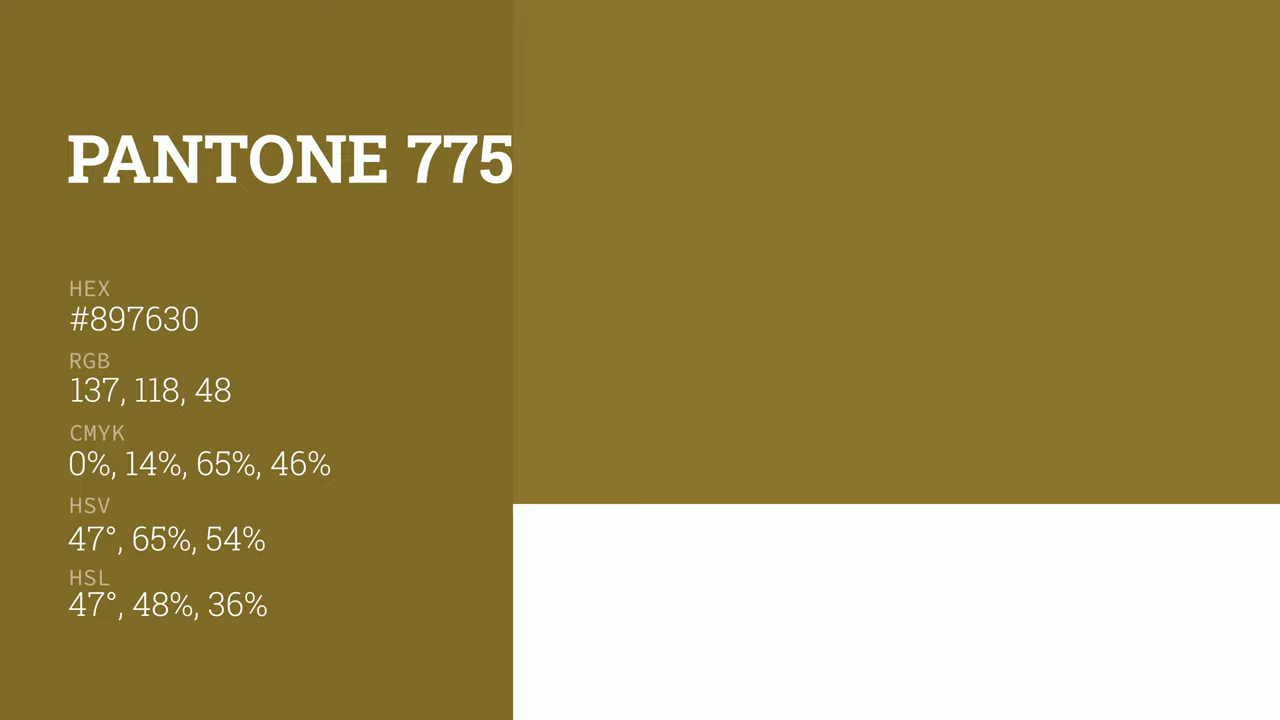 PANTONE 775
HEX
#897630
RGB
137, 118, 48
CMYK
0%, 14%, 65%, 46%
HSV
47°, 65%, 54%
HSL
47°, 48%, 36%